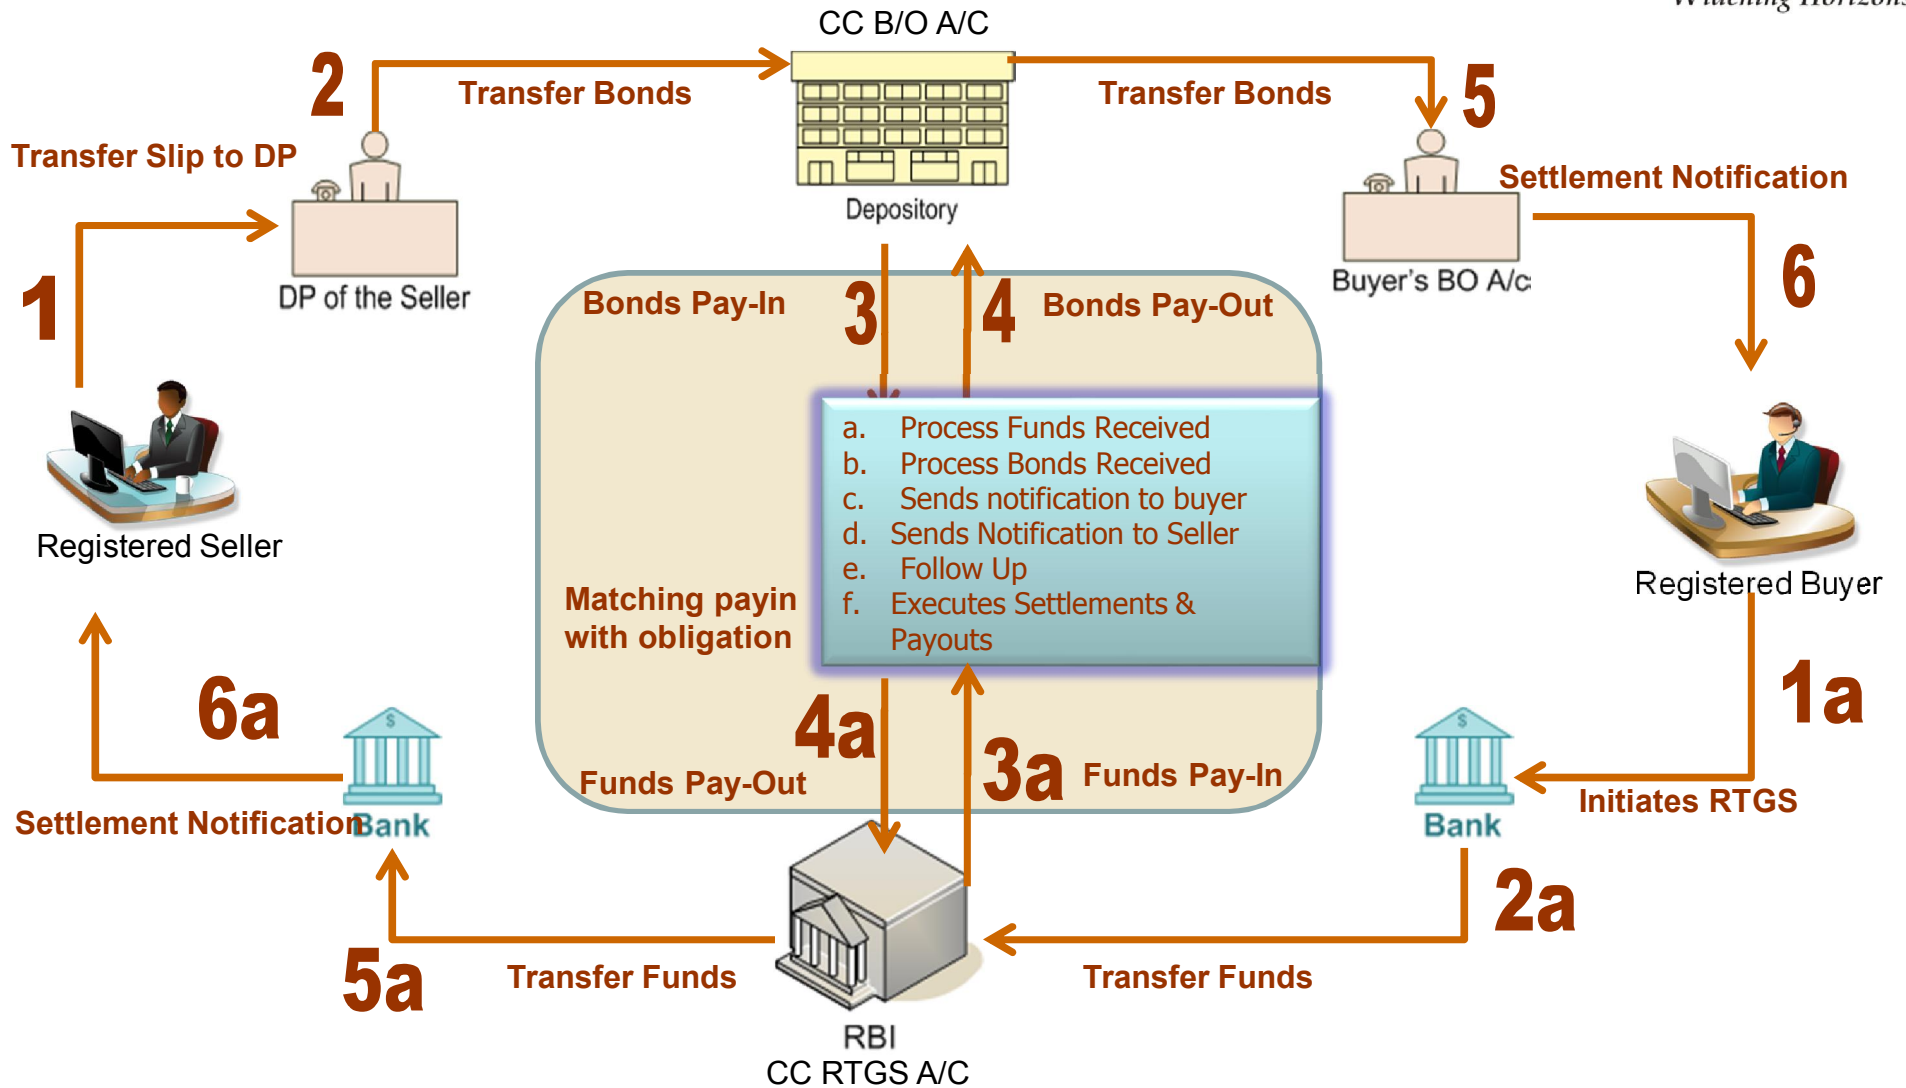 Widening Horizons
CC B/O A/C
2
Transfer Bonds
Transfer Bonds
5
Transfer Slip to DP
Settlement Notification
Depository
1
DP of the Seller
Buyer's BO A/c
6
Bonds Pay-In
3
4
Bonds Pay-Out
a. Process Funds Received
b. Process Bonds Received
c. Sends notification to buyer
d. Sends Notification to Seller
e. Follow Up
f. Executes Settlements &
Payouts
Registered Seller
Registered Buyer
Matching payin
with obligation
6a
4a
3a
1a
$
$
Funds Pay-Out
Funds Pay-In
Initiates RTGS
Settlement Notification
Bank
Bank
2a
5a
Transfer Funds
Transfer Funds
RBI
CC RTGS A/C